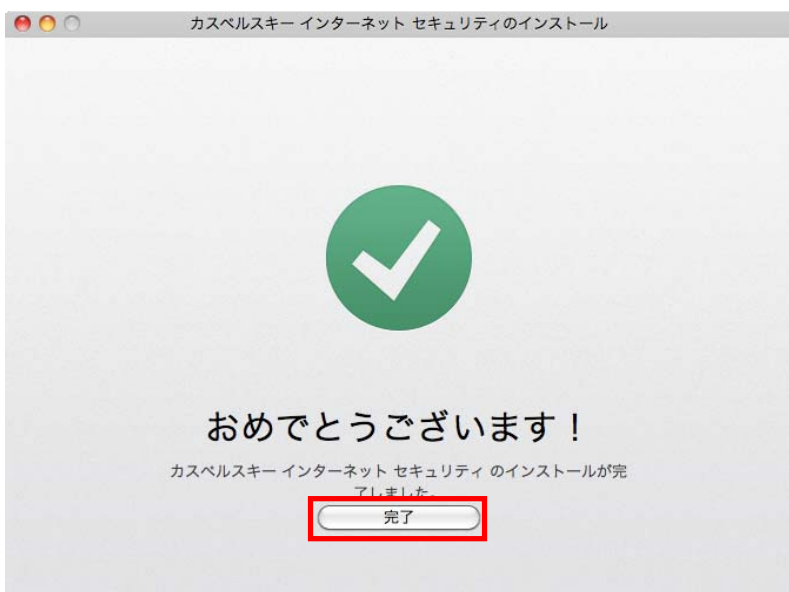 カスペルスキー インターネット セキュリティのインストール
おめでとうございます！
カスペルスキー インターネット セキュリティ のインストールが完
了しました。
完了